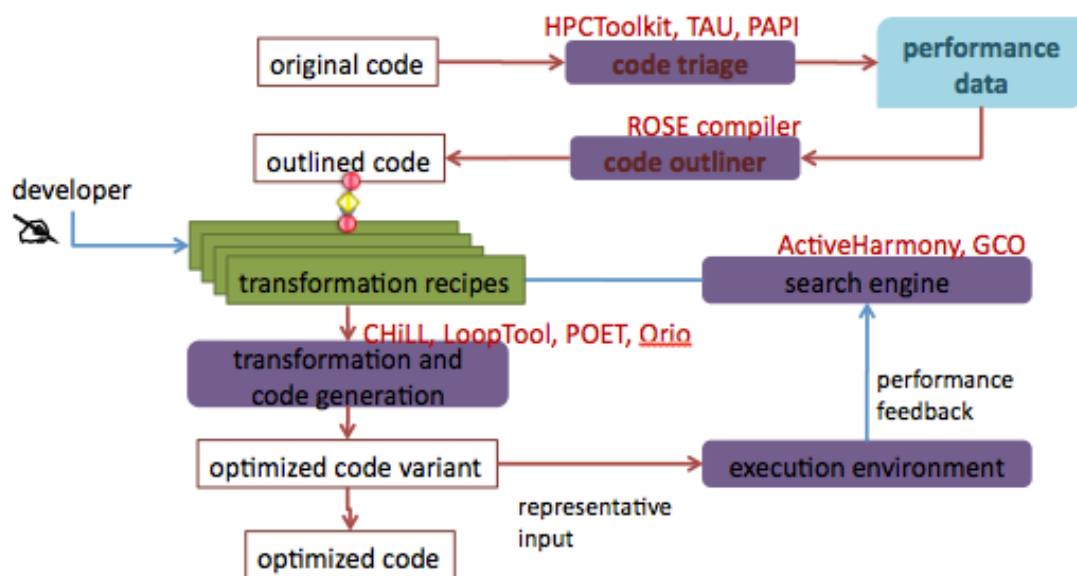 HPCToolkit, TAU, PAPI
original code
code triage
performance
data
ROSE compiler
outlined code
code outliner
developer
ActiveHarmony, GCO
transformation recipes
search engine
CHiLL, LoopTool, POET, Orio
transformation and
code generation
performance
feedback
optimized code variant
execution environment
representative
input
optimized code